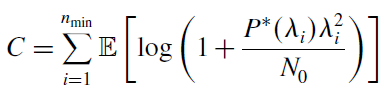 $C = \sum_{i=1}^{n_{\min}} \mathbb{E} \left[ \log \left( 1 + \frac{P^*(\lambda_i)\lambda_i^2}{N_0} \right) \right]$